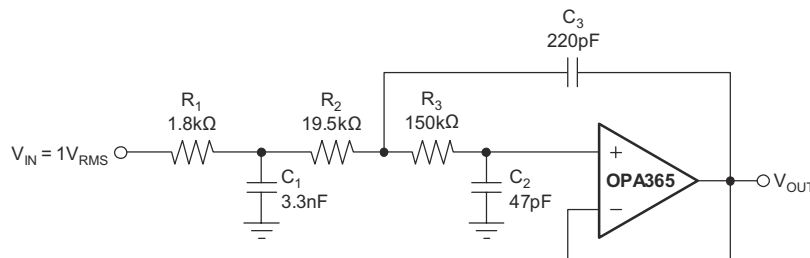 C3
220pF
R1
1.8kΩ
R2
19.5kΩ
R3
150kΩ
VIN = 1VRMS
C1
3.3nF
C2
47pF
+
OPA365
−
VOUT